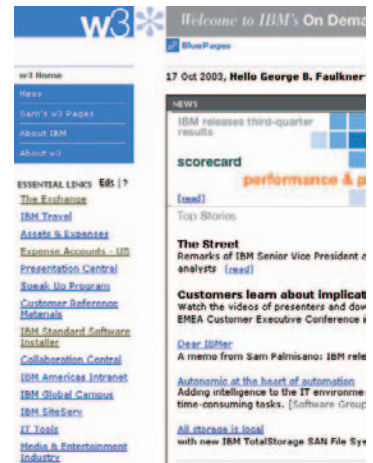 w3
Welcome to IBM's On Dema
BluePages
w3 Home
17 Oct 2003, Hello George B. Faulkner
News
Sam's w3 Pages
About IBM
About w3
ESSENTIAL LINKS Eds | ?
The Exchange
IBM Travel
Assets & Expenses
Expense Accounts - US
Presentation Central
Speak Up Program
Customer Reference
Materials
IBM Standard Software
Installer
Collaboration Central
IBM Americas Intranet
IBM Global Campus
IBM SiteServ
IT Tools
Media & Entertainment
Industry
NEWS
IBM releases third-quarter
results
scorecard
performance & p
[read]
Top Stories
The Street
Remarks of IBM Senior Vice President a
analysts [read]
Customers learn about implicat
Watch the videos of presenters and dow
EMEA Customer Executive Conference i
Dear IBMer
A memo from Sam Palmisano: IBM rele
Autonomic at the heart of automation
Adding intelligence to the IT environme
time-consuming tasks. [Software Group
All storage is local
with new IBM TotalStorage SAN File Sys